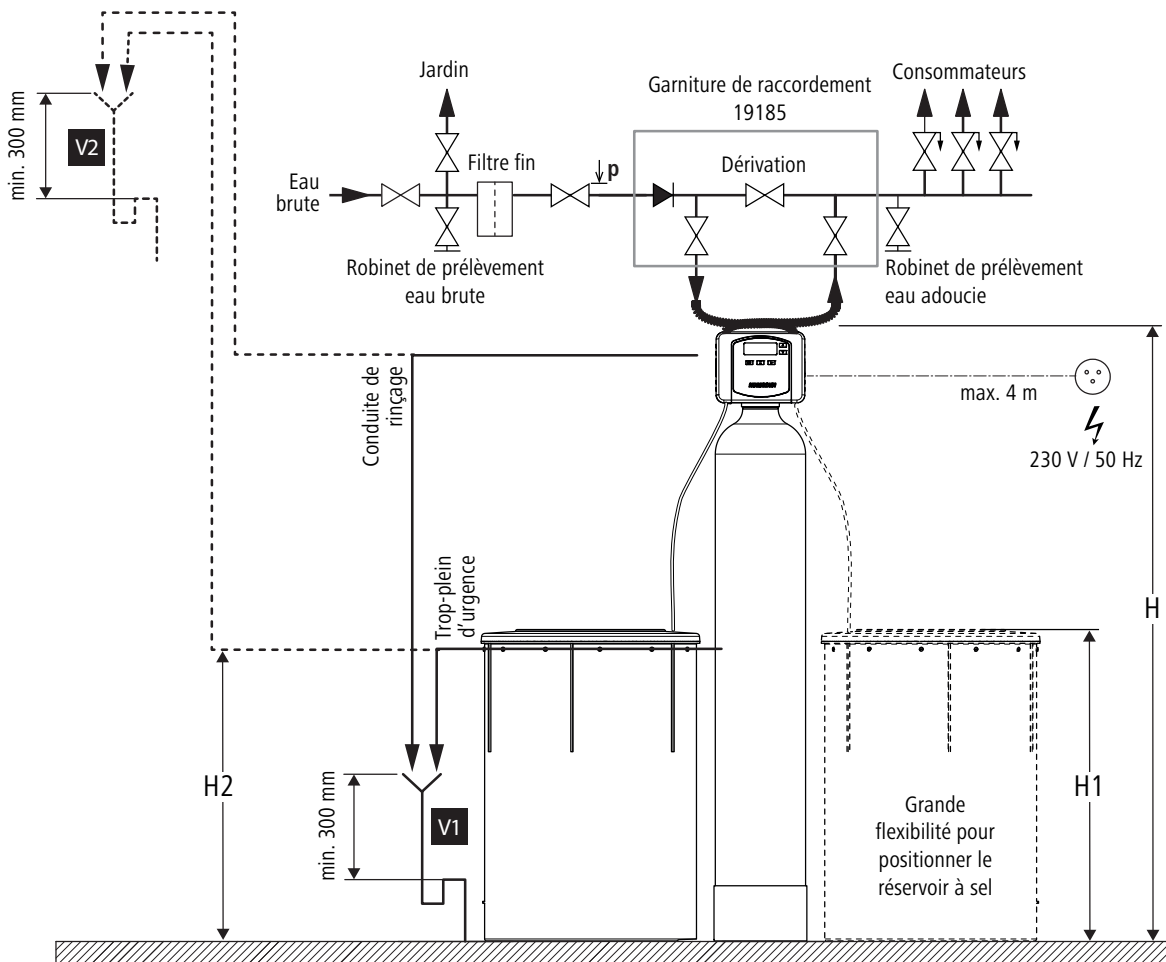 Jardin
Garniture de raccordement
19185
Consommateurs
min. 300 mm
V2
Filtre fin
p
Dérivation
Eau
brute
Robinet de prélèvement
eau brute
Robinet de prélèvement
eau adoucie
Conduite de
rinçage
max. 4 m
230 V / 50 Hz
Trop-plein
d'urgence
H
H2
min. 300 mm
V1
H1
Grande
flexibilité pour
positionner le
réservoir à sel